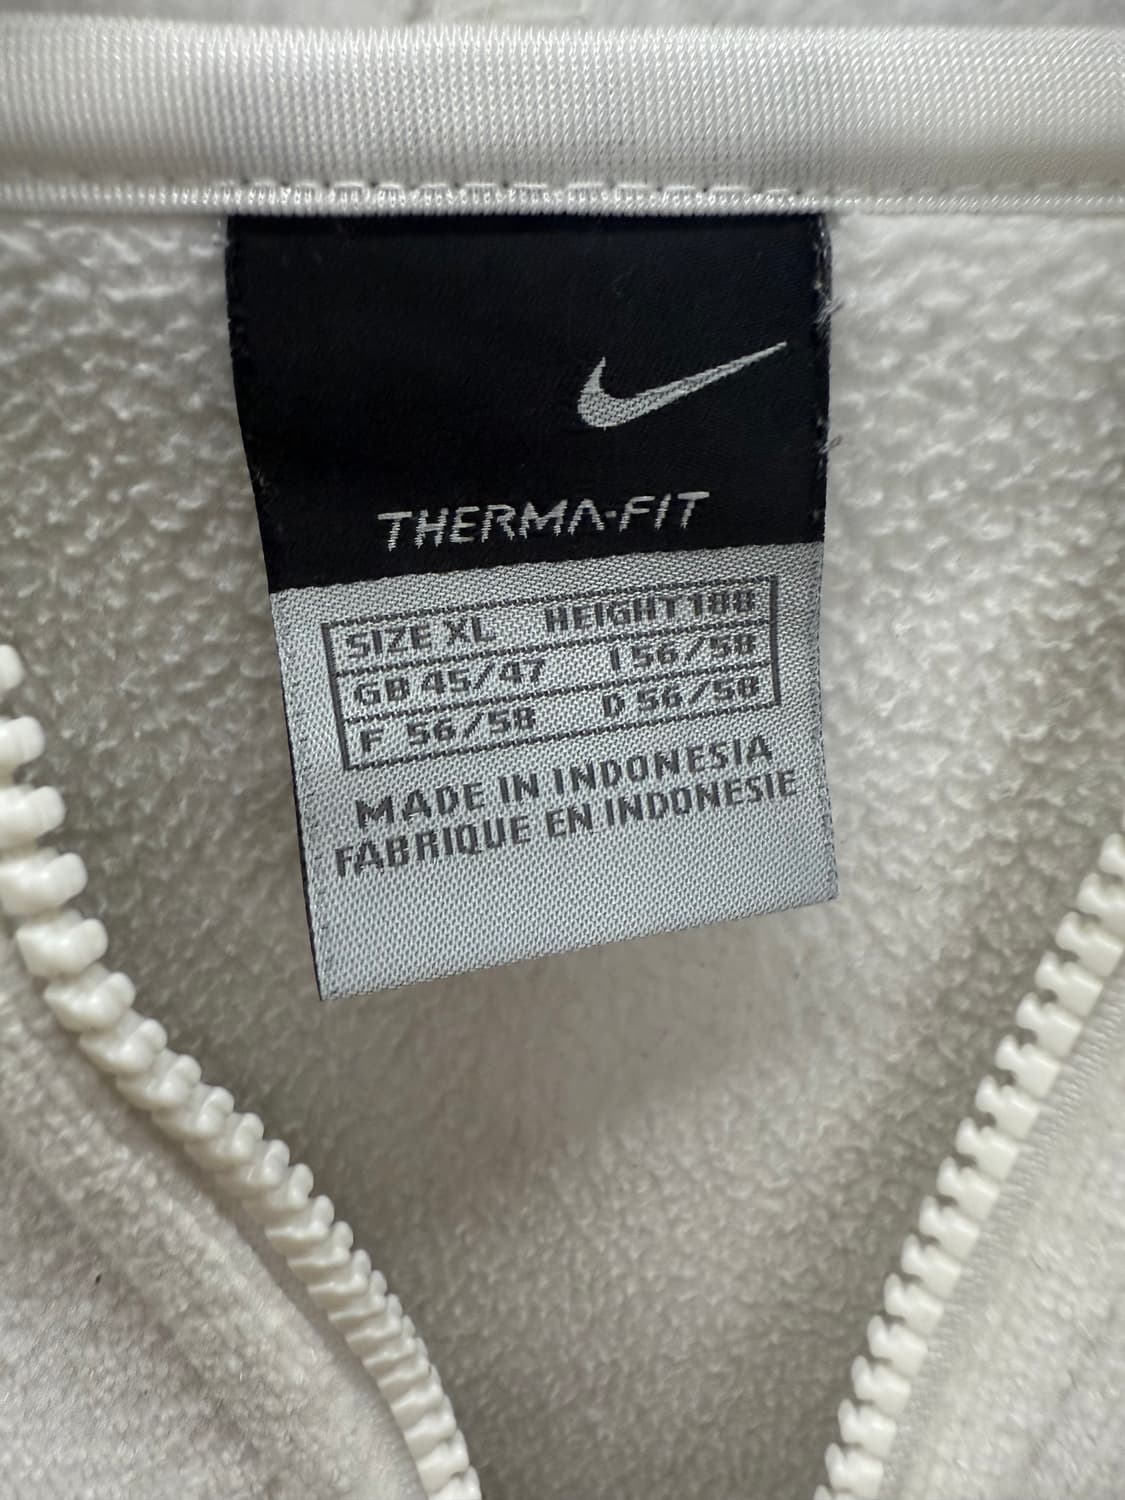 THERMA-FIT
SIZE XL HEIGHT 188
GB 45/47 I 56/58
F 56/58 D 56/58
MADE IN INDONESIA
FABRIQUE EN INDONESIE